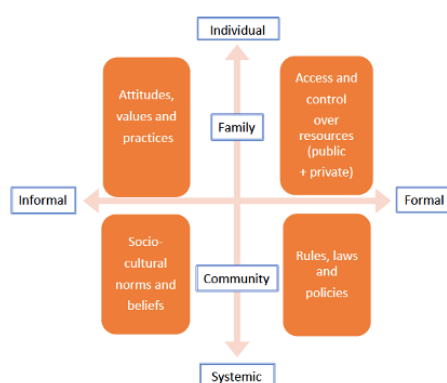 Individual
Attitudes,
values and
practices
Access and
control
over
resources
(public
+ private)
Family
Informal
Formal
Socio-
cultural
norms and
beliefs
Community
Rules, laws
and
policies
Systemic